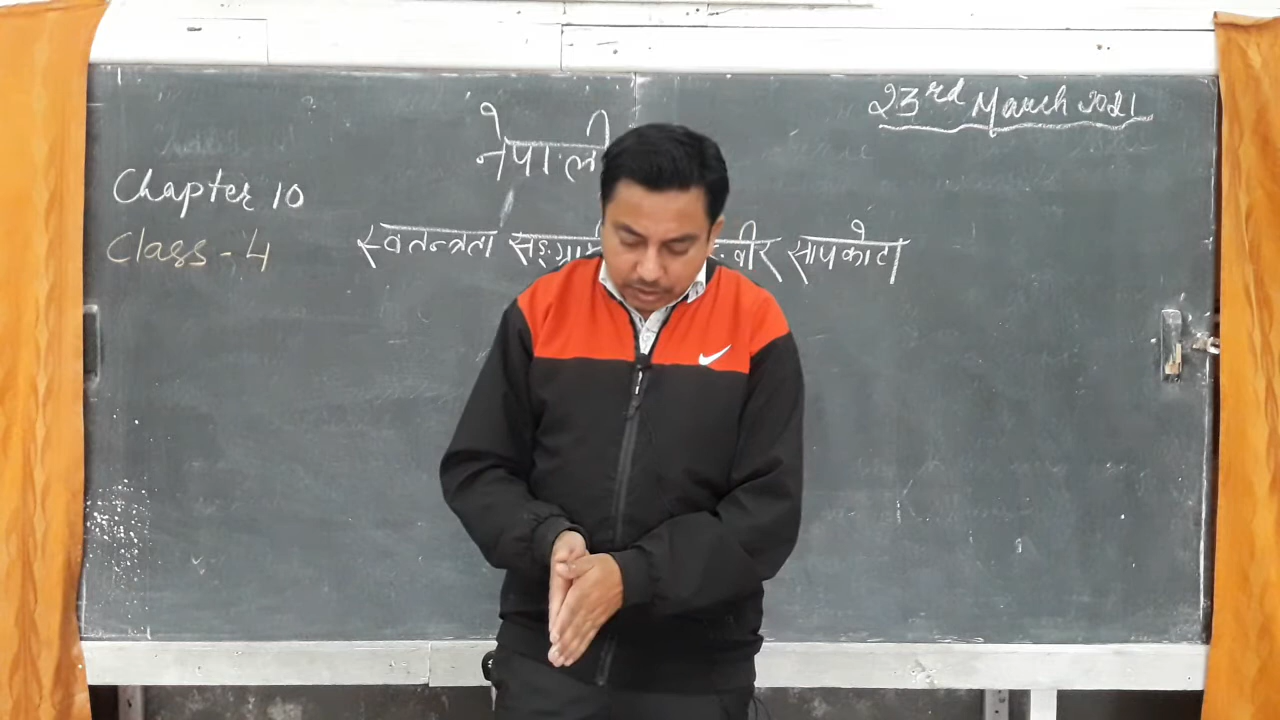 23rd March 2021
नेपाली
Chapter 10
Class - 4
स्वतन्त्रता सापकोटा